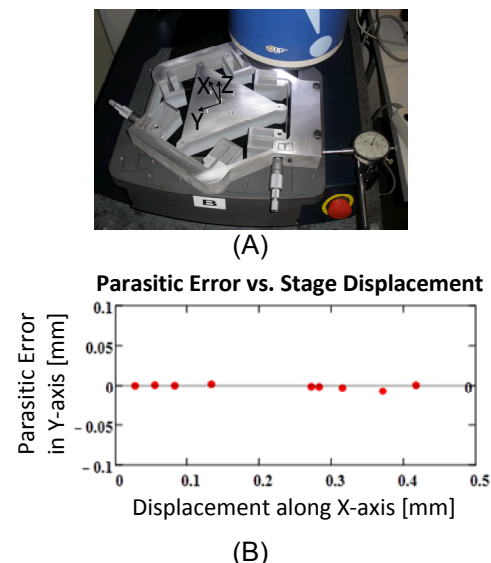 X
Z
Y
B
(A)
Parasitic Error vs. Stage Displacement
Parasitic Error
in Y-axis [mm]
0.1
0.05
0
0
- 0.05
- 0.1
0 0.1 0.2 0.3 0.4 0.5
Displacement along X-axis [mm]
(B)